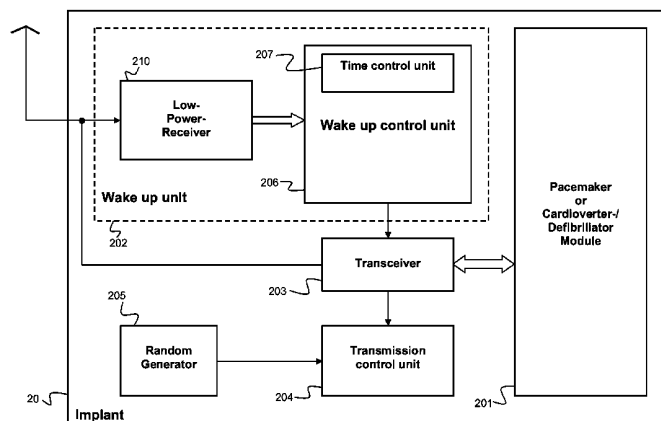 207
Time control unit
210
Low-
Power-
Receiver
Wake up control unit
206
Wake up unit
202
Pacemaker
or
Cardioverter-/
Defibrillator
Module
Transceiver
203
205
Random
Generator
Transmission
control unit
204
20
201
Implant